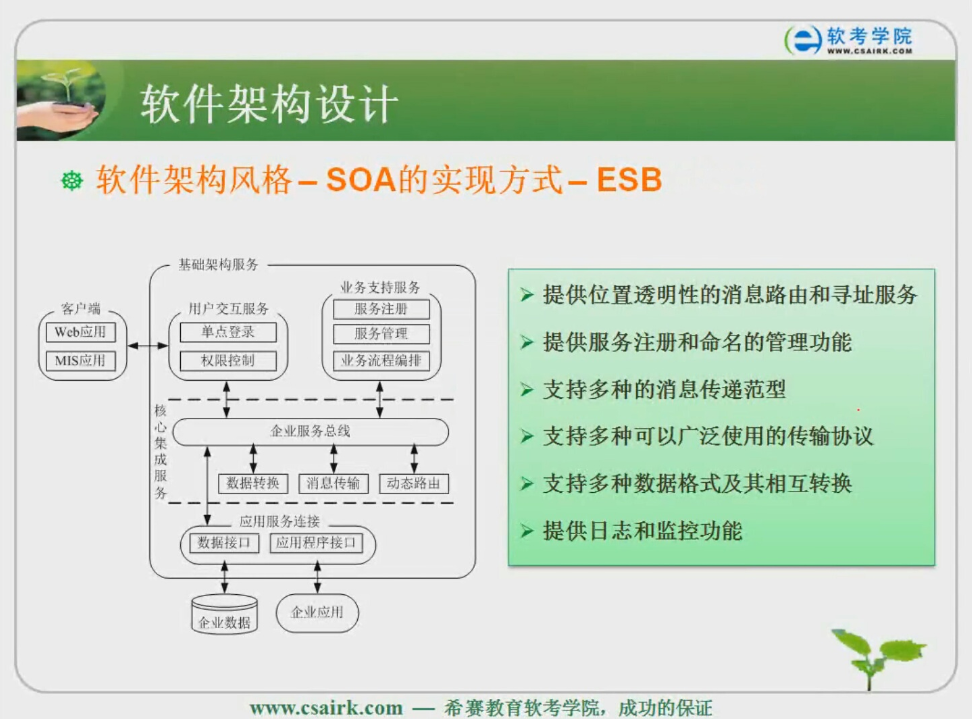 软考学院
WWW.CSAIRK.COM
软件架构设计
软件架构风格 – SOA的实现方式 – ESB
基础架构服务
客户端
Web应用
MIS应用
用户交互服务
单点登录
权限控制
业务支持服务
服务注册
服务管理
业务流程编排
核心集成服务
企业服务总线
数据转换
消息传输
动态路由
应用服务连接
数据接口
应用程序接口
企业数据
企业应用
提供位置透明性的消息路由和寻址服务
提供服务注册和命名的管理功能
支持多种的消息传递范型
支持多种可以广泛使用的传输协议
支持多种数据格式及其相互转换
提供日志和监控功能
www.csairk.com — 希赛教育软考学院，成功的保证